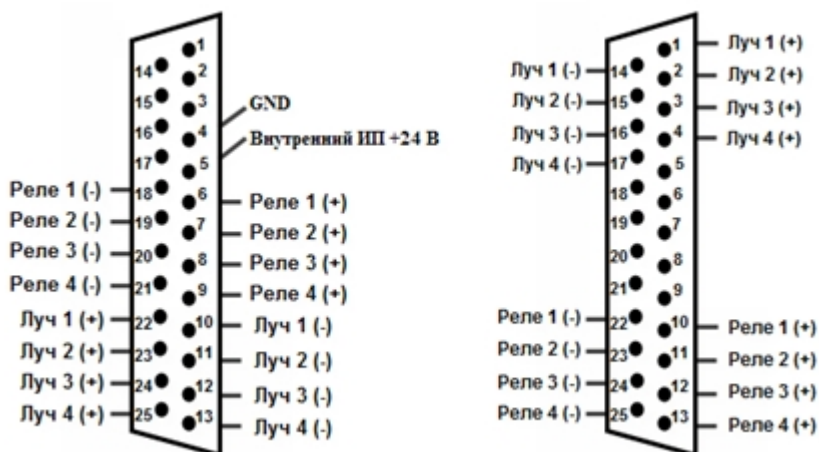 1
14
2
15
3
GND
16
4
Внутренний ИП +24 В
17
5
Реле 1 (-)
18
6
Реле 1 (+)
Реле 2 (-)
19
7
Реле 2 (+)
Реле 3 (-)
20
8
Реле 3 (+)
Реле 4 (-)
21
9
Реле 4 (+)
Луч 1 (+)
22
10
Луч 1 (-)
Луч 2 (+)
23
11
Луч 2 (-)
Луч 3 (+)
24
12
Луч 3 (-)
Луч 4 (+)
25
13
Луч 4 (-)
1
Луч 1 (+)
Луч 1 (-)
14
2
Луч 2 (+)
Луч 2 (-)
15
3
Луч 3 (+)
Луч 3 (-)
16
4
Луч 4 (+)
Луч 4 (-)
17
5
18
6
19
7
20
8
21
9
Реле 1 (-)
22
10
Реле 1 (+)
Реле 2 (-)
23
11
Реле 2 (+)
Реле 3 (-)
24
12
Реле 3 (+)
Реле 4 (-)
25
13
Реле 4 (+)